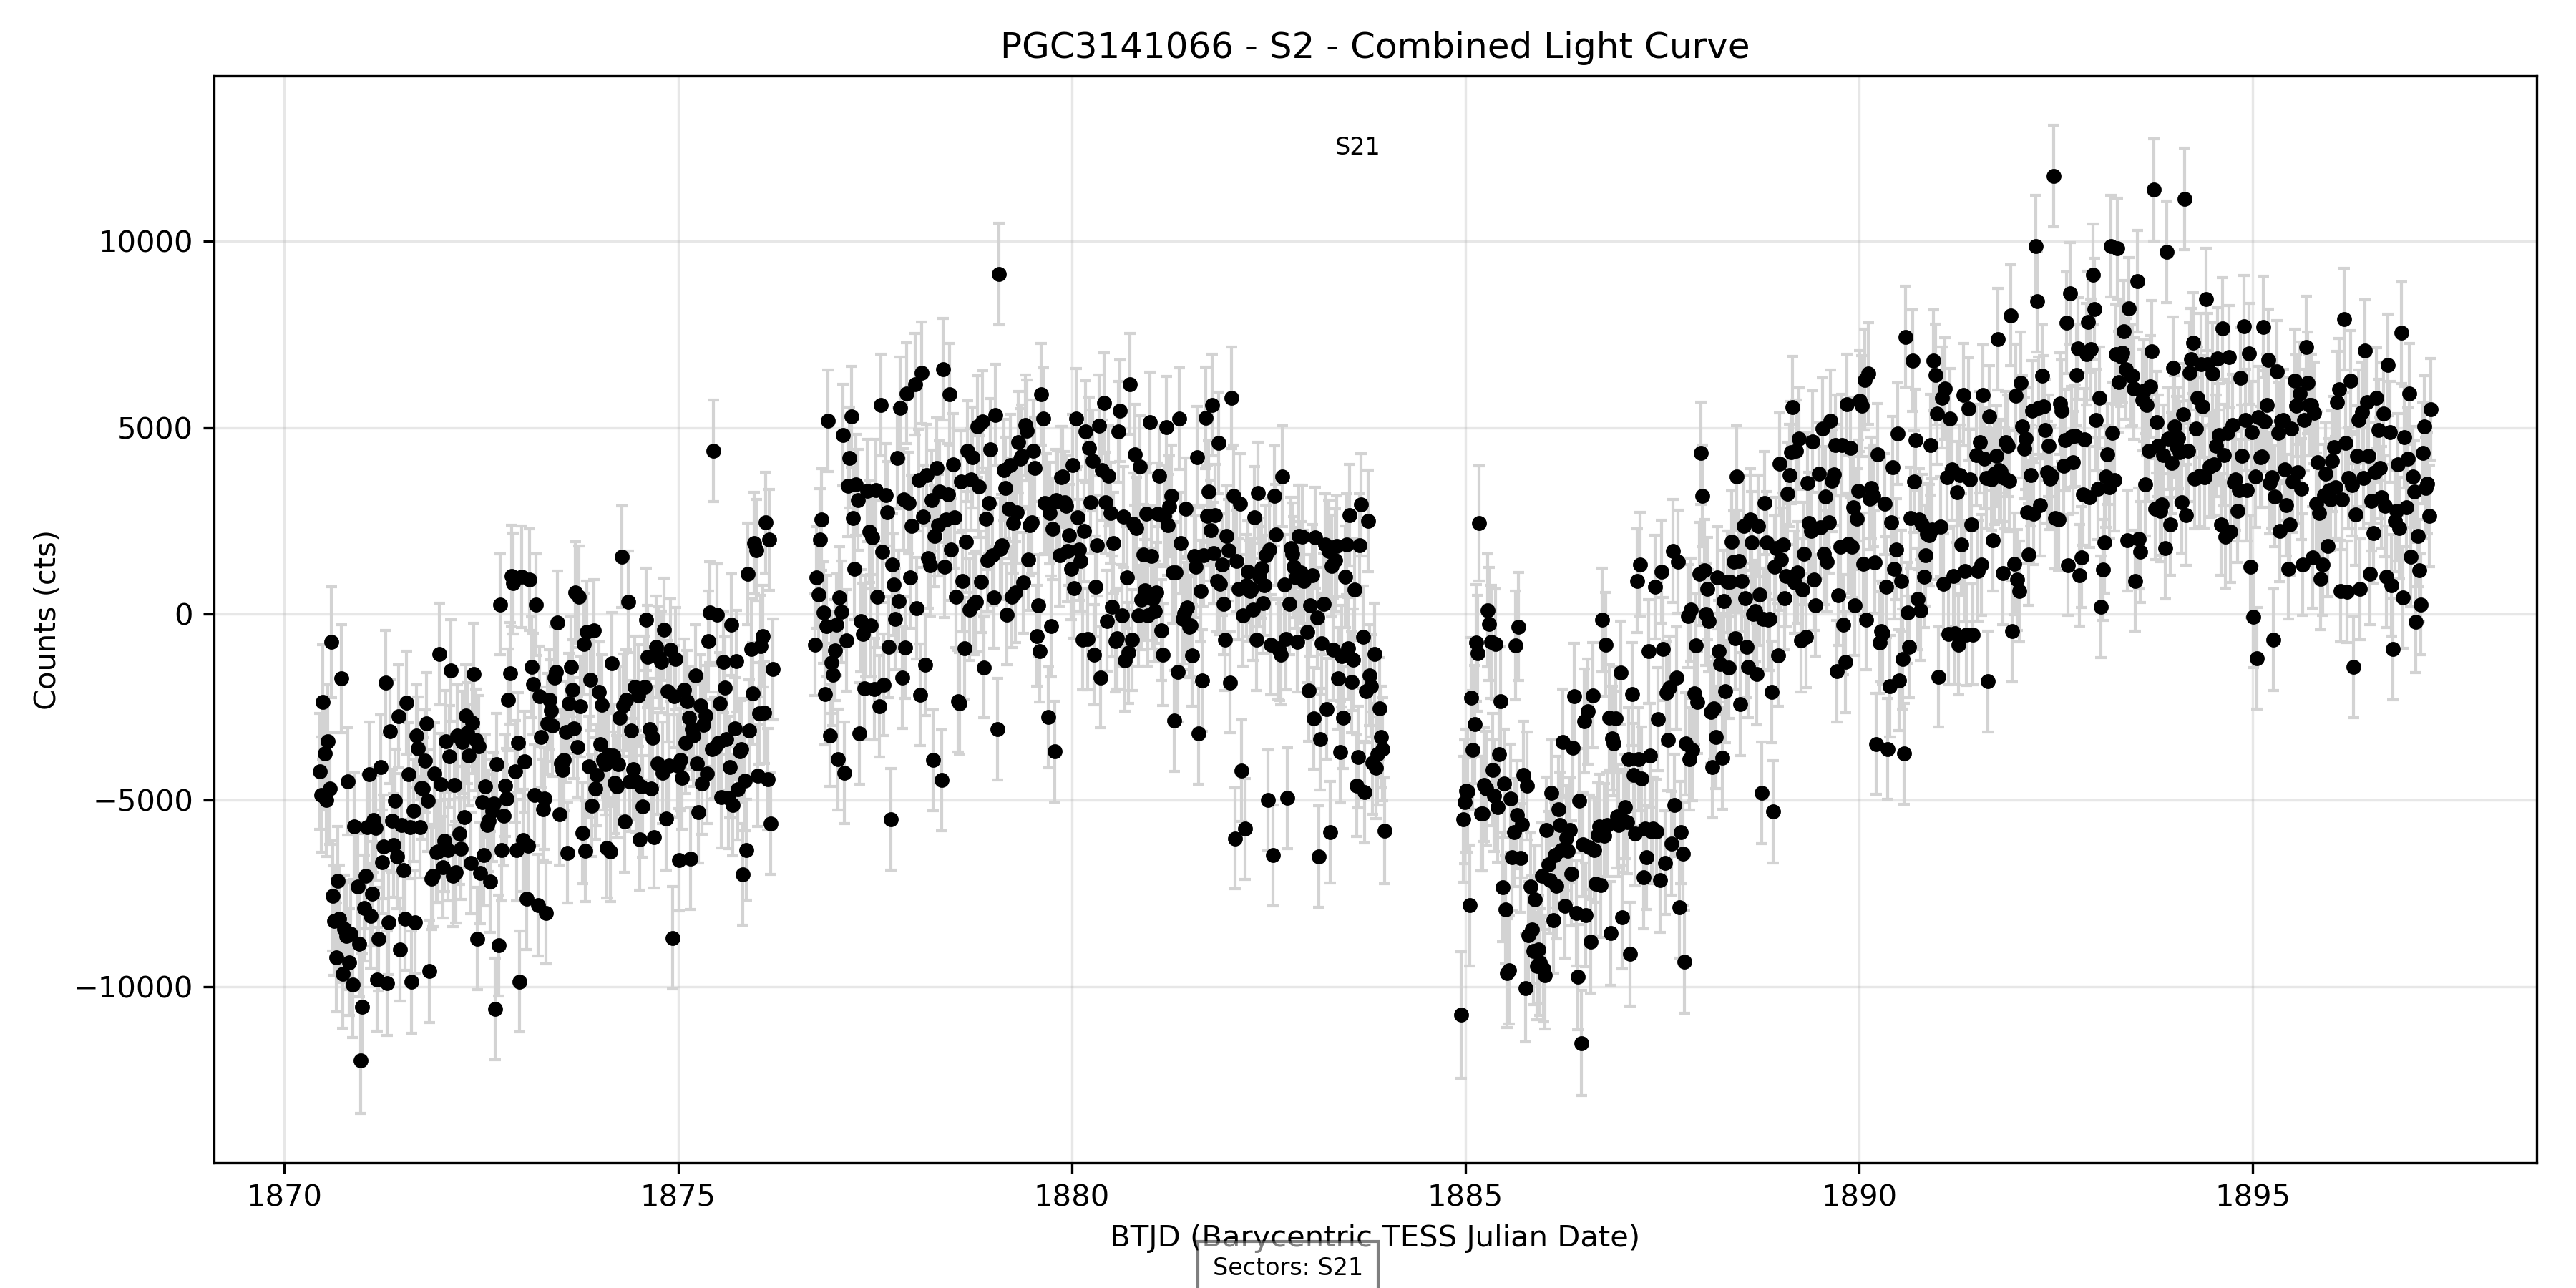 PGC3141066 - S2 - Combined Light Curve
S21
10000
5000
0
−5000
−10000
Counts (cts)
1870 1875 1880 1885 1890 1895
BTJD (Barycentric TESS Julian Date)
Sectors: S21